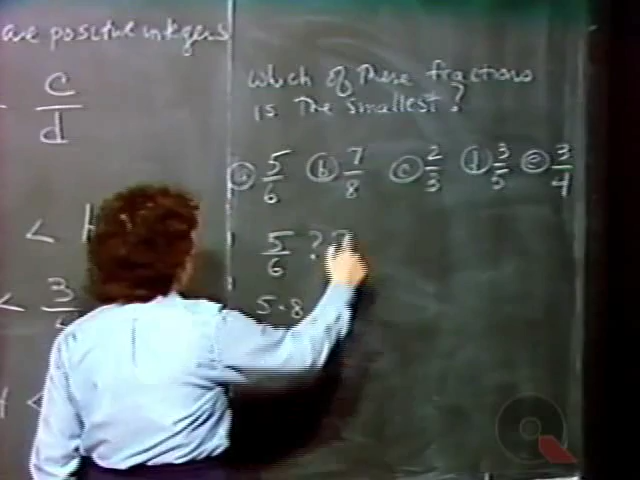 are positive integers
c
d
<
< 3
<
Which of These fractions
is The smallest?
a 5/6 b 7/8 c 2/3 d 3/5 e 3/4
5/6 ? 7
5 · 8